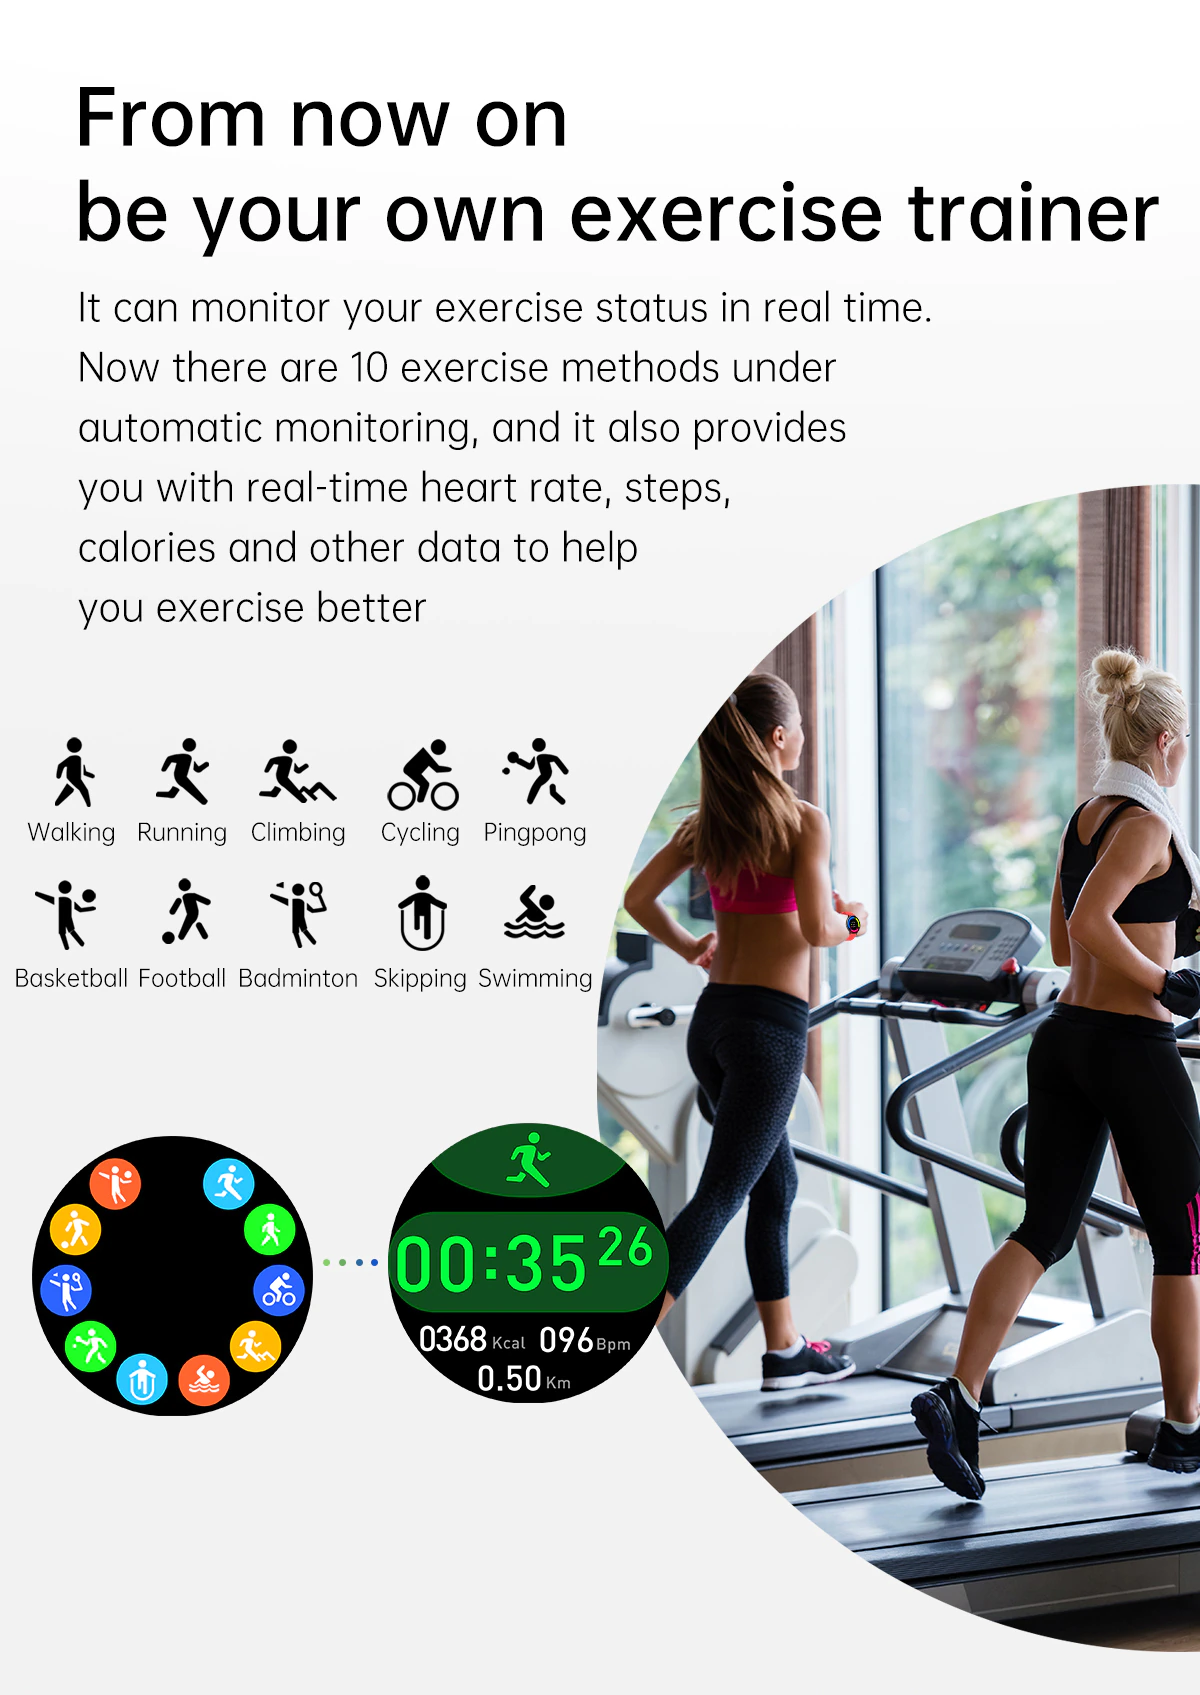 From now on
be your own exercise trainer
It can monitor your exercise status in real time.
Now there are 10 exercise methods under
automatic monitoring, and it also provides
you with real-time heart rate, steps,
calories and other data to help
you exercise better
Walking Running Climbing Cycling Pingpong
Basketball Football Badminton Skipping Swimming
00:35 26
0368 Kcal 096 Bpm
0.50 Km